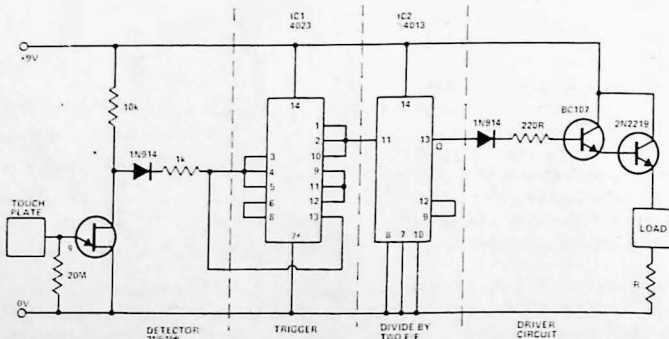 IC1
4023
IC2
4013
+9V
10k
14
14
BC107
2N2219
1N914
220R
1
2
10
11
13
Q
1N914
1k
3
4
5
9
11
12
6
8
13
12
9
TOUCH
PLATE
20M
7
8 7 10
LOAD
R
0V
DETECTOR
TRIGGER
DIVIDE BY
TWO F/F
DRIVER
CIRCUIT